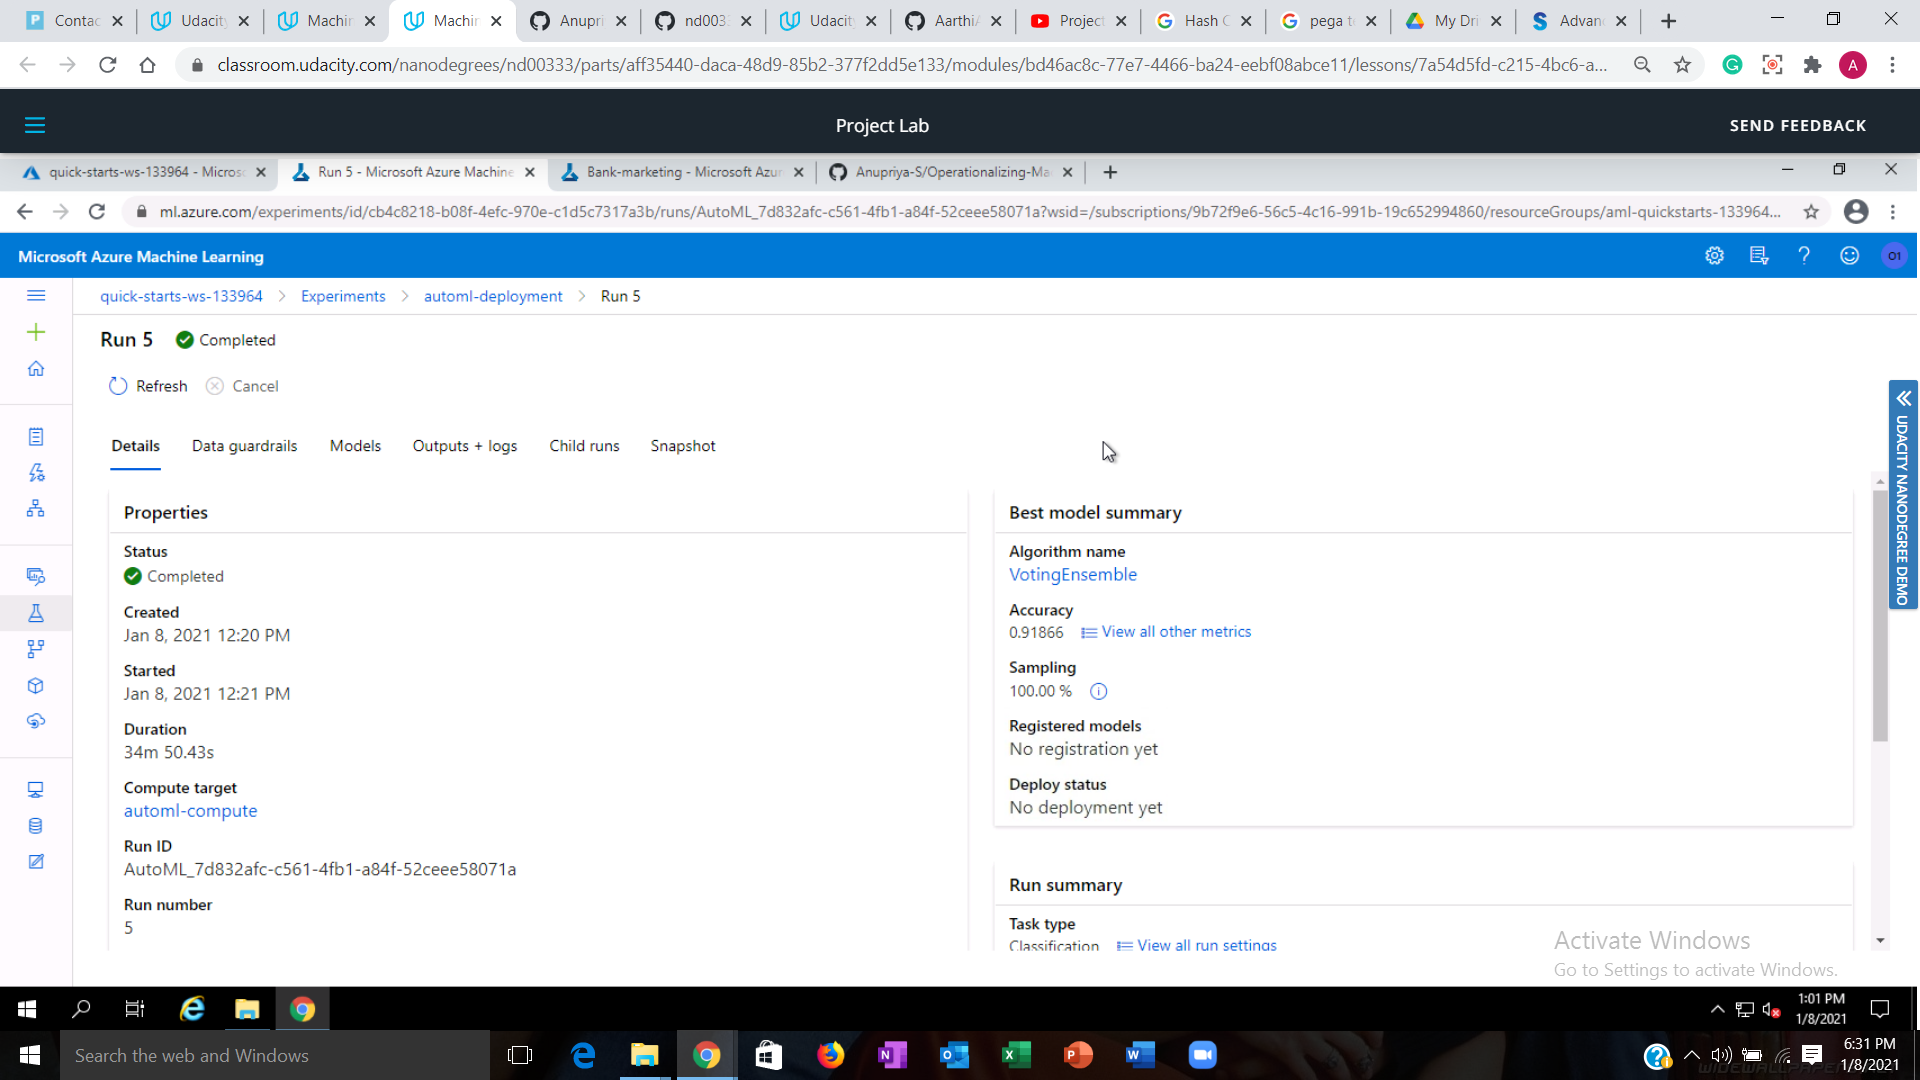 Contac
Udacity
Machin
Machin
Anupri
nd003
Udacit
Aarthi
Project
Hash C
pega t
My Dri
Advan
classroom.udacity.com/nanodegrees/nd00333/parts/aff35440-daca-48d9-85b2-377f2dd5e133/modules/bd46ac8c-77e7-4466-ba24-eebf08abce11/lessons/7a54d5fd-c215-4bc6-a...
A
Project Lab
SEND FEEDBACK
quick-starts-ws-133964 - Micros
Run 5 - Microsoft Azure Machine
Bank-marketing - Microsoft Azur
Anupriya-S/Operationalizing-Ma
ml.azure.com/experiments/id/cb4c8218-b08f-4efc-970e-c1d5c7317a3b/runs/AutoML_7d832afc-c561-4fb1-a84f-52ceee58071a?wsid=/subscriptions/9b72f9e6-56c5-4c16-991b-19c652994860/resourceGroups/aml-quickstarts-133964...
Microsoft Azure Machine Learning
O1
quick-starts-ws-133964 > Experiments > automl-deployment > Run 5
Run 5 Completed
Refresh Cancel
Details Data guardrails Models Outputs + logs Child runs Snapshot
UDACITY NANODEGREE DEMO
Properties
Status
Completed
Created
Jan 8, 2021 12:20 PM
Started
Jan 8, 2021 12:21 PM
Duration
34m 50.43s
Compute target
automl-compute
Run ID
AutoML_7d832afc-c561-4fb1-a84f-52ceee58071a
Run number
5
Best model summary
Algorithm name
VotingEnsemble
Accuracy
0.91866 View all other metrics
Sampling
100.00 %
Registered models
No registration yet
Deploy status
No deployment yet
Run summary
Task type
Classification View all run settings
Activate Windows
Go to Settings to activate Windows.
1:01 PM
1/8/2021
Search the web and Windows
6:31 PM
1/8/2021